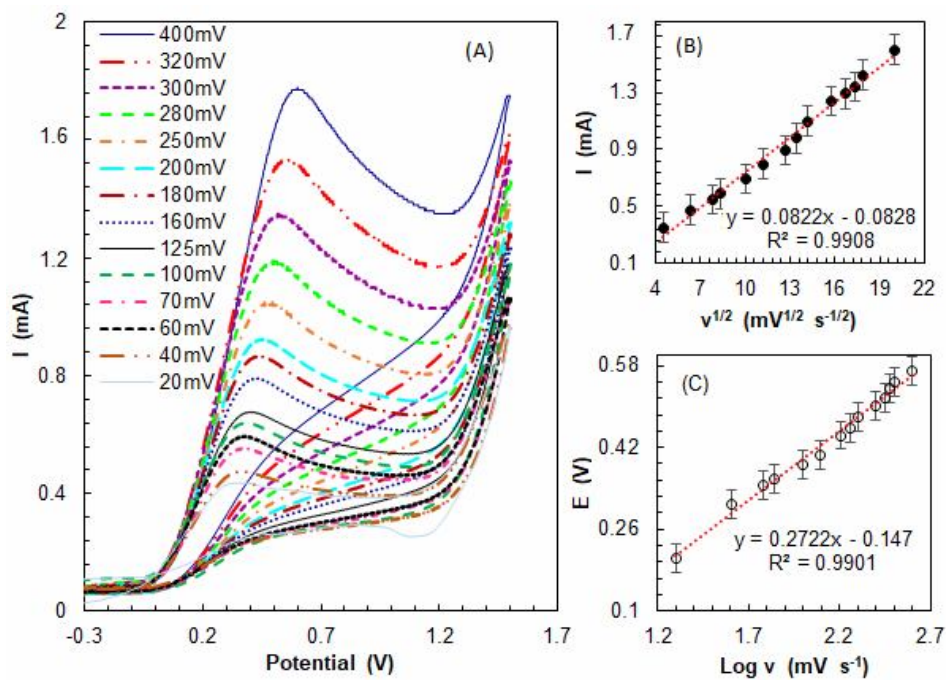 2
1.6
1.2
0.8
0.4
0
I (mA)
-0.3
0.2
0.7
1.2
1.7
Potential (V)
400mV
320mV
300mV
280mV
250mV
200mV
180mV
160mV
125mV
100mV
70mV
60mV
40mV
20mV
(A)
(B)
1.7
1.3
0.9
0.5
0.1
I (mA)
y = 0.0822x - 0.0828
R² = 0.9908
4 7 10 13 16 19 22
v^1/2 (mV^1/2 s^-1/2)
(C)
0.58
0.42
0.26
0.1
E (V)
y = 0.2722x - 0.147
R² = 0.9901
1.2 1.7 2.2 2.7
Log v (mV s^-1)